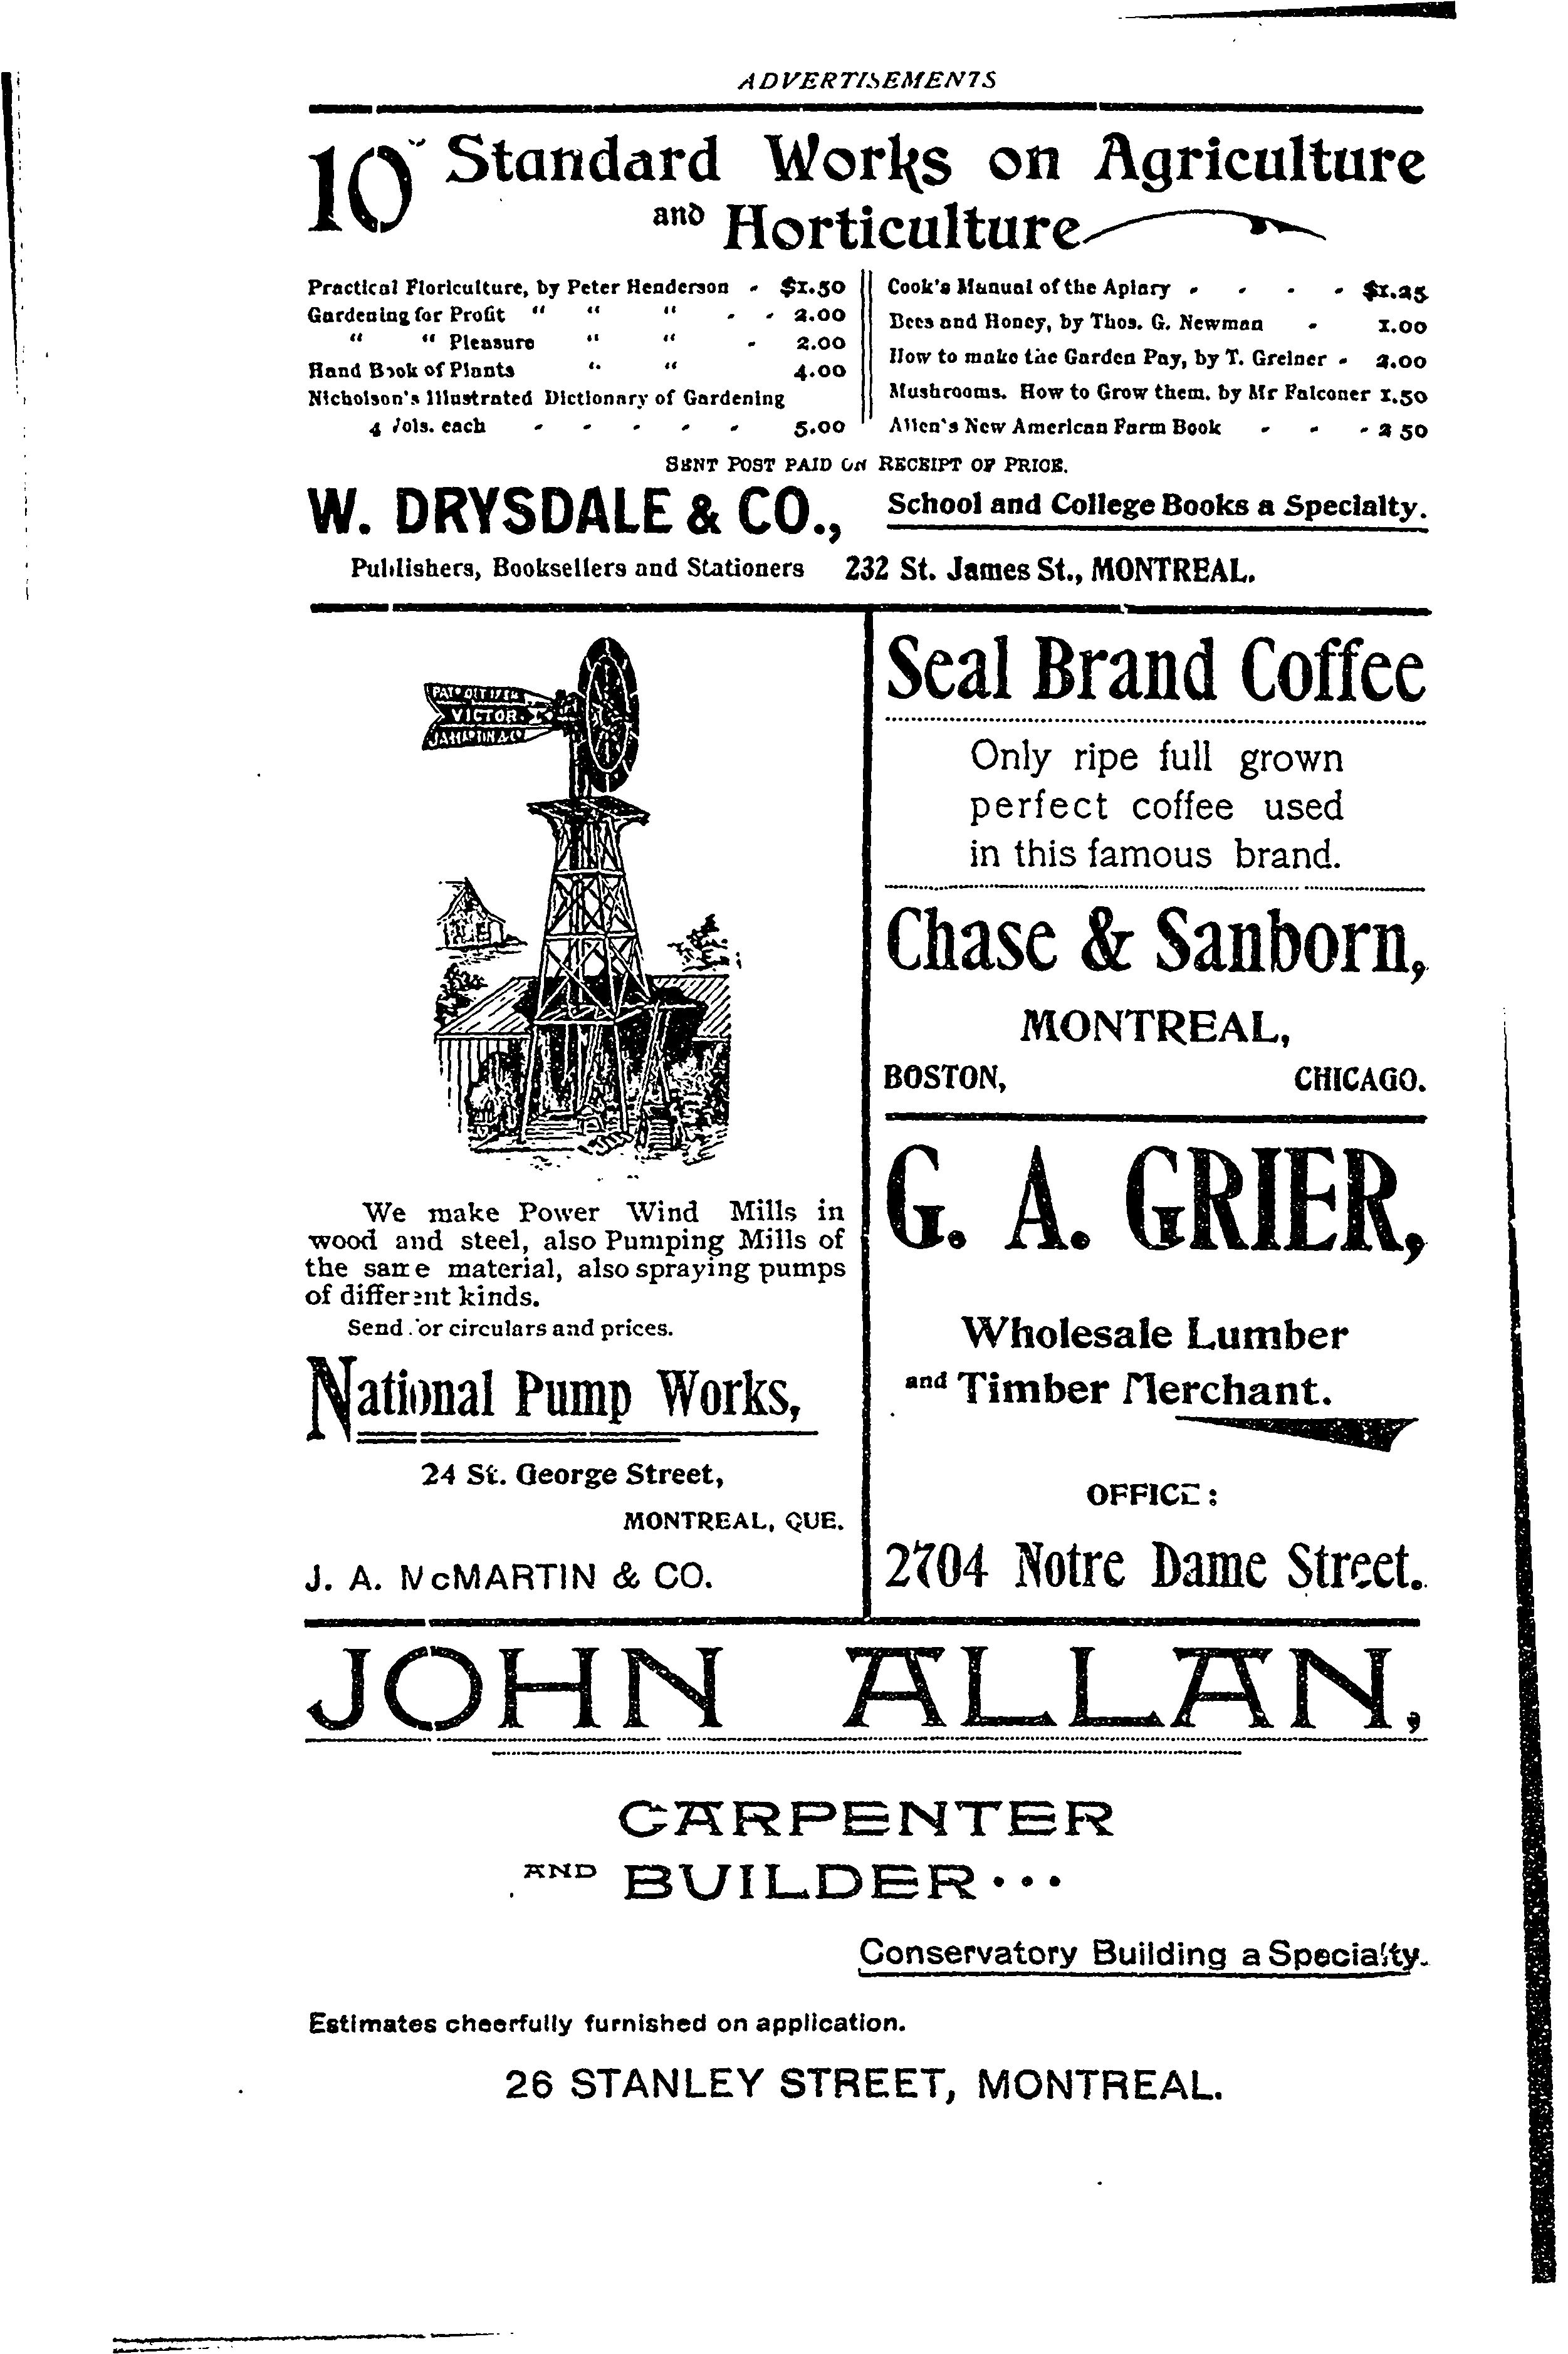 ADVERTISEMENTS
10 Standard Works on Agriculture
and Horticulture
Practical Floriculture, by Peter Henderson - $1.50
Gardening for Profit " " " - - 2.00
" " Pleasure " " - 2.00
Hand Book of Plants " " 4.00
Nicholson's Illustrated Dictionary of Gardening
4 Vols. each - - - - - 5.00
Cook's Manual of the Apiary - - - - $1.25
Bees and Honey, by Thos. G. Newman - 1.00
How to make the Garden Pay, by T. Greiner - 2.00
Mushrooms. How to Grow them. by Mr Falconer 1.50
Allen's New American Farm Book - - - 2 50
SENT POST PAID ON RECEIPT OF PRICE.
W. DRYSDALE & CO.,
School and College Books a Specialty.
Publishers, Booksellers and Stationers 232 St. James St., MONTREAL.
VICTOR.
We make Power Wind Mills in
wood and steel, also Pumping Mills of
the same material, also spraying pumps
of different kinds.
Send for circulars and prices.
National Pump Works,
24 St. George Street,
MONTREAL, QUE.
J. A. McMARTIN & CO.
Seal Brand Coffee
Only ripe full grown
perfect coffee used
in this famous brand.
Chase & Sanborn,
MONTREAL,
BOSTON, CHICAGO.
G. A. GRIER,
Wholesale Lumber
and Timber Merchant.
OFFICE:
2704 Notre Dame Street.
JOHN ALLAN,
CARPENTER
AND BUILDER...
Conservatory Building a Specialty.
Estimates cheerfully furnished on application.
26 STANLEY STREET, MONTREAL.